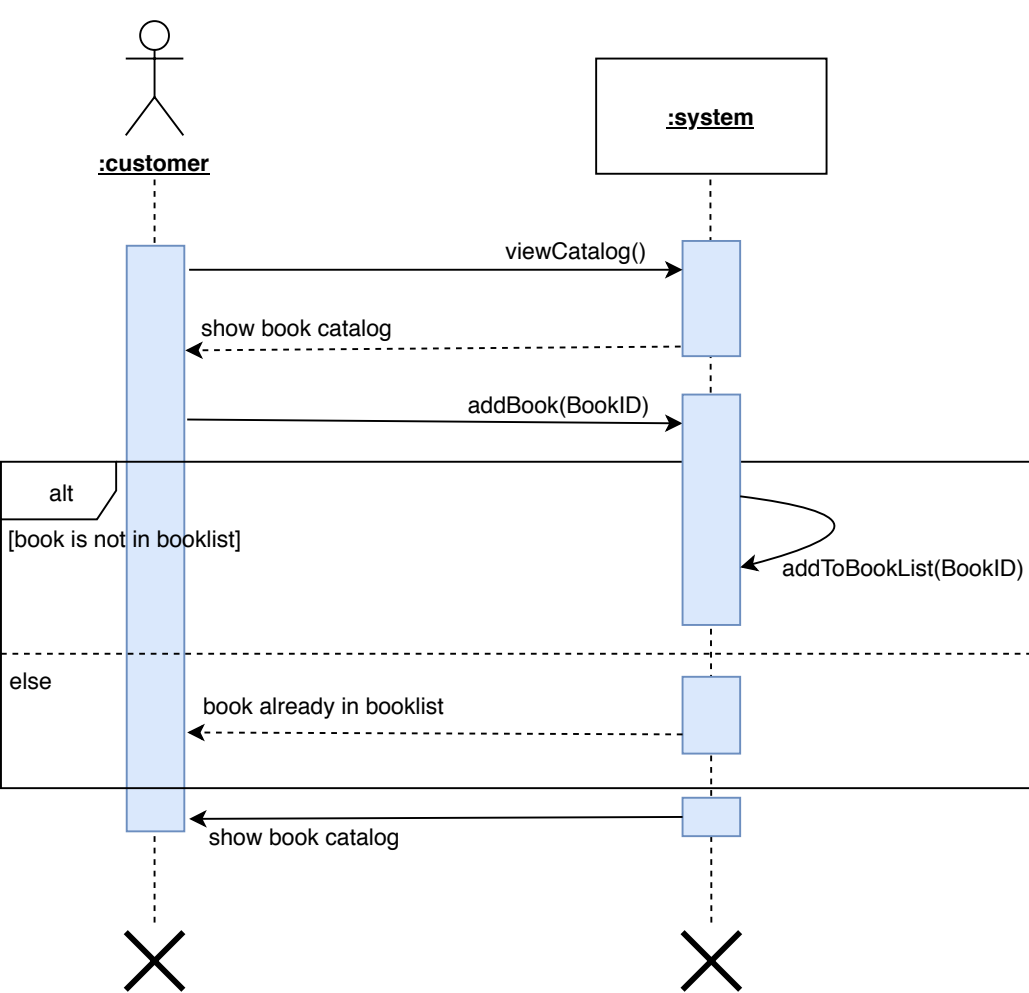 :customer
:system
viewCatalog()
show book catalog
addBook(BookID)
alt
[book is not in booklist]
addToBookList(BookID)
else
book already in booklist
show book catalog